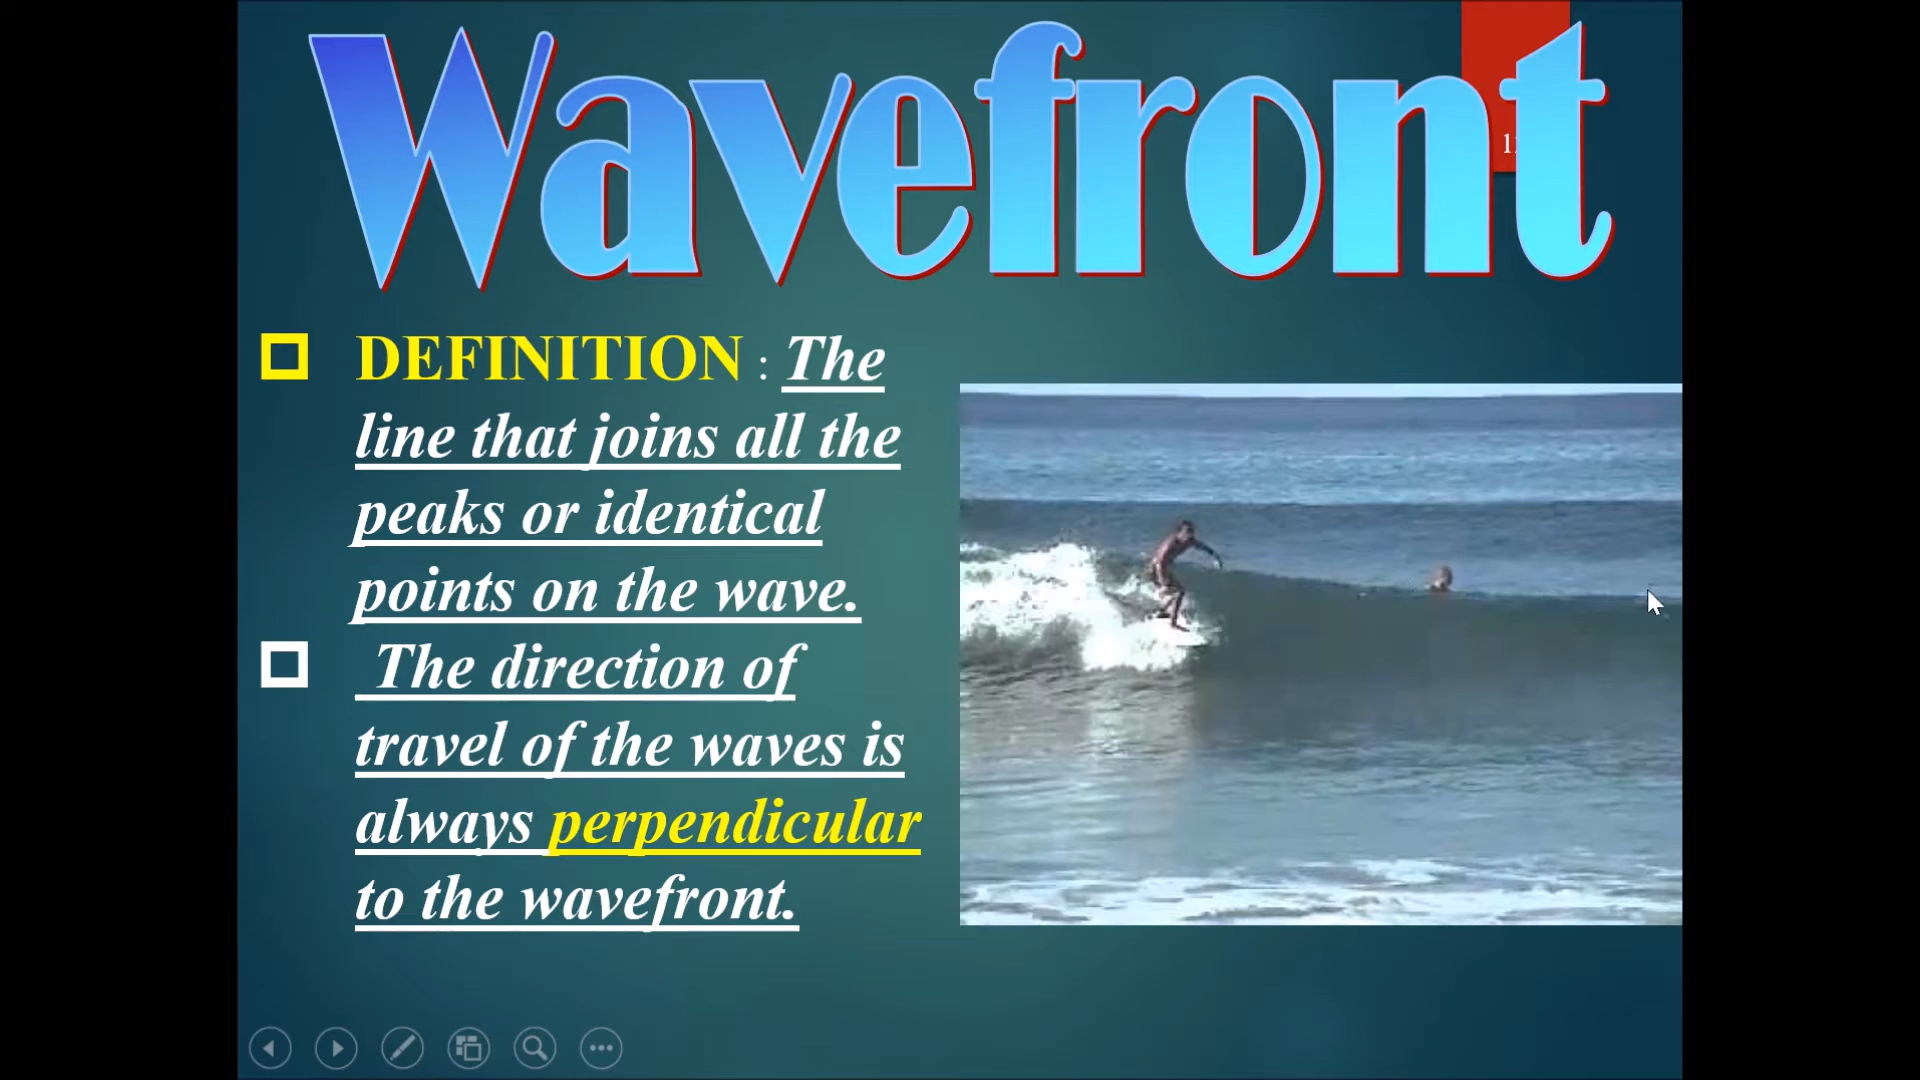 Wavefront
DEFINITION : The
line that joins all the
peaks or identical
points on the wave.
The direction of
travel of the waves is
always perpendicular
to the wavefront.